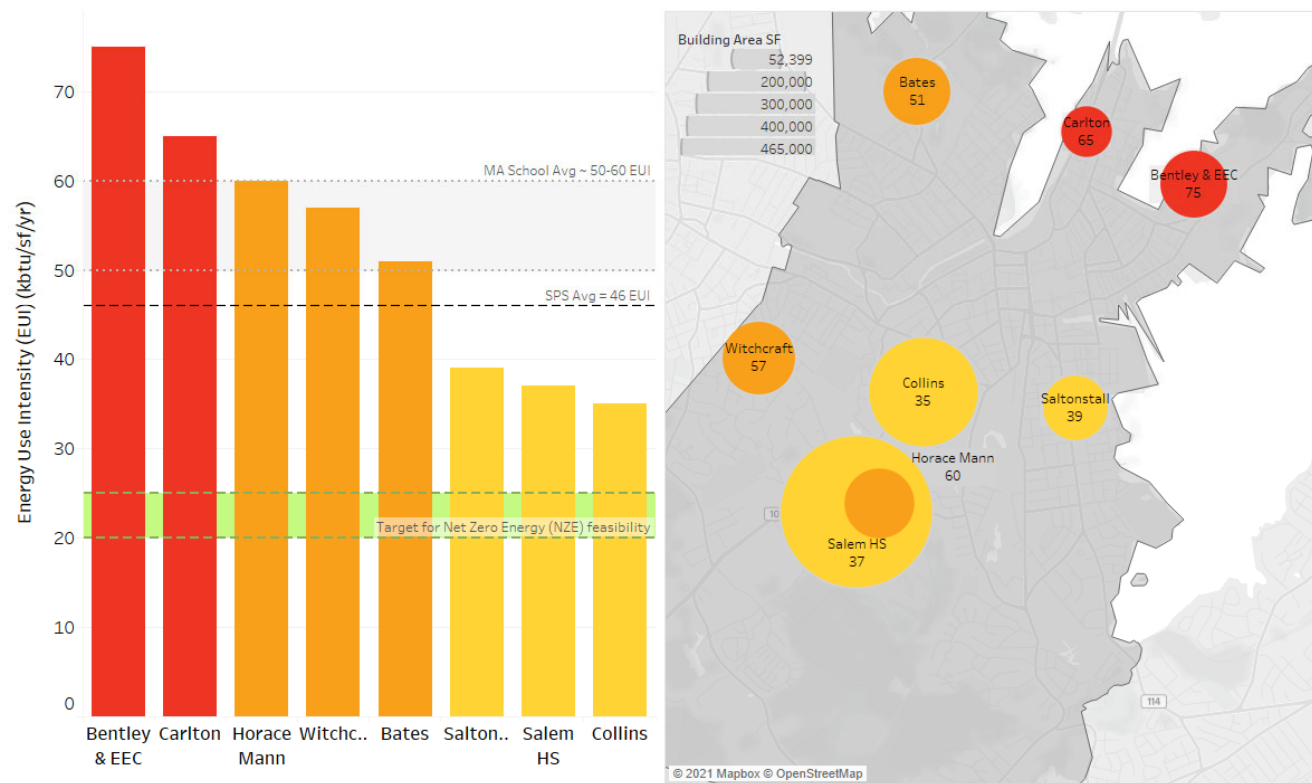 Energy Use Intensity (EUI) (kbtu/sf/yr)
70
60
50
40
30
20
10
0
MA School Avg ~ 50-60 EUI
SPS Avg = 46 EUI
Target for Net Zero Energy (NZE) feasibility
Bentley
& EEC
Carlton
Horace
Mann
Witchc..
Bates
Salton..
Salem
HS
Collins
Building Area SF
52,399
200,000
300,000
400,000
465,000
Bates
51
Carlton
65
Bentley & EEC
75
Witchcraft
57
Collins
35
Saltonstall
39
Horace Mann
60
Salem HS
37
114
© 2021 Mapbox © OpenStreetMap